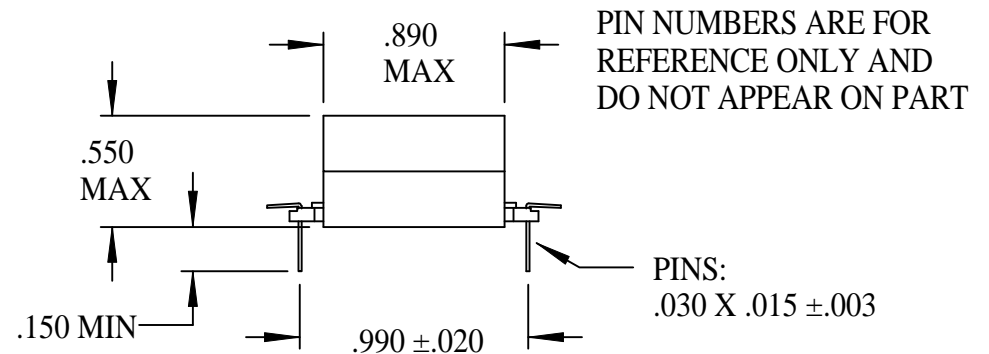 .890
MAX
PIN NUMBERS ARE FOR
REFERENCE ONLY AND
DO NOT APPEAR ON PART
.550
MAX
PINS:
.030 X .015 ±.003
.150 MIN
.990 ±.020